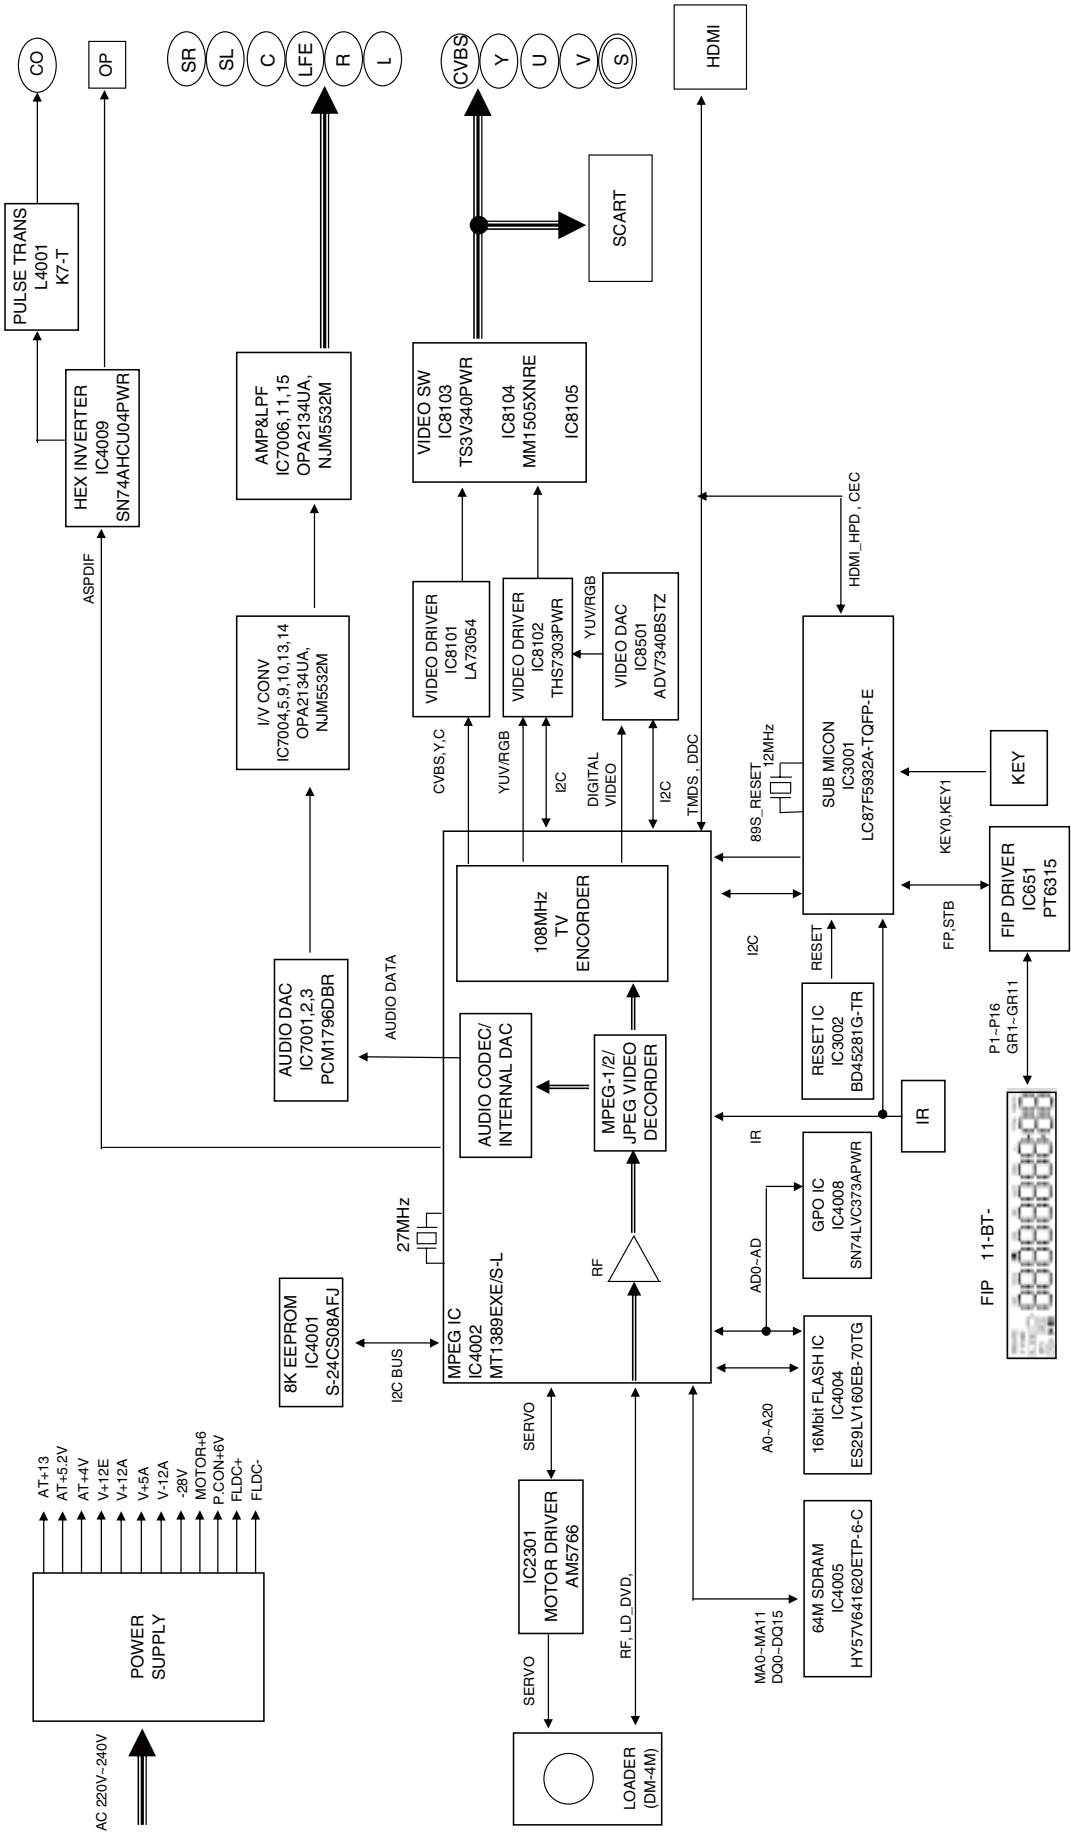 AC 220V~240V
POWER
SUPPLY
AT+13
AT+5.2V
AT+4V
V+12E
V+12A
V+5A
V-12A
-28V
MOTOR+6
P.CON+6V
FLDC+
FLDC-
8K EEPROM
IC4001
S-24CS08AFJ
I2C BUS
27MHz
ASPDIF
HEX INVERTER
IC4009
SN74AHCU04PWR
PULSE TRANS
L4001
K7-T
CO
OP
AUDIO DAC
IC7001,2,3
PCM1796DBR
AUDIO DATA
I/V CONV
IC7004,5,9,10,13,14
OPA2134UA,
NJM5532M
AMP&LPF
IC7006,11,15
OPA2134UA,
NJM5532M
SR
SL
C
LFE
R
L
LOADER
(DM-4M)
SERVO
IC2301
MOTOR DRIVER
AM5766
SERVO
RF, LD_DVD,
MPEG IC
IC4002
MT1389EXE/S-L
RF
AUDIO CODEC/
INTERNAL DAC
MPEG-1/2/
JPEG VIDEO
DECORDER
108MHz
TV
ENCORDER
CVBS,Y,C
YUV/RGB
I2C
DIGITAL
VIDEO
I2C
TMDS , DDC
VIDEO DRIVER
IC8101
LA73054
VIDEO DRIVER
IC8102
THS7303PWR
YUV/RGB
VIDEO DAC
IC8501
ADV7340BSTZ
VIDEO SW
IC8103
TS3V340PWR
IC8104
MM1505XNRE
IC8105
CVBS
Y
U
V
S
SCART
HDMI
HDMI_HPD , CEC
MA0~MA11
DQ0~DQ15
64M SDRAM
IC4005
HY57V641620ETP-6-C
A0~A20
16Mbit FLASH IC
IC4004
ES29LV160EB-70TG
AD0~AD
GPO IC
IC4008
SN74LVC373APWR
IR
IR
RESET IC
IC3002
BD45281G-TR
RESET
I2C
89S_RESET
12MHz
SUB MICON
IC3001
LC87F5932A-TQFP-E
FP,STB
KEY0,KEY1
KEY
FIP DRIVER
IC651
PT6315
P1~P16
GR1~GR11
FIP 11-BT-